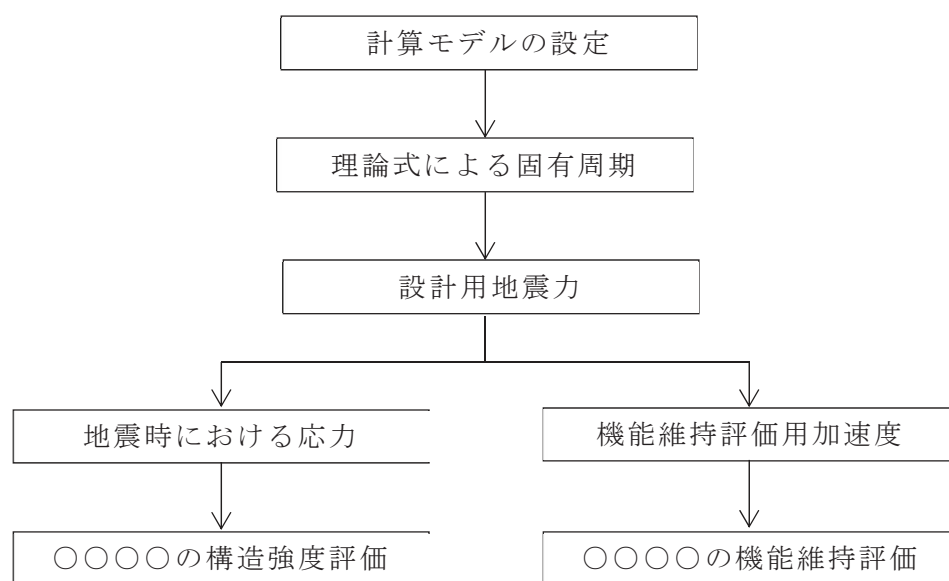 計算モデルの設定
理論式による固有周期
設計用地震力
地震時における応力
機能維持評価用加速度
○○○○の構造強度評価
○○○○の機能維持評価